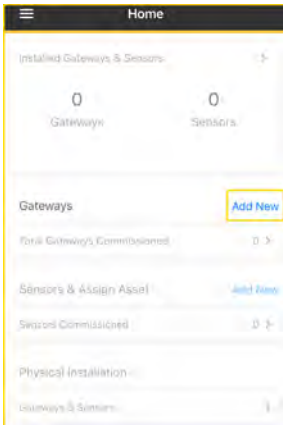 Home
Installed Gateways & Sensors
0 0
Gateways Sensors
Gateways Add New
Total Gateways Commissioned 0
Sensors & Assign Asset Add New
Sensors Commissioned 0
Physical Installation
Gateways & Sensors